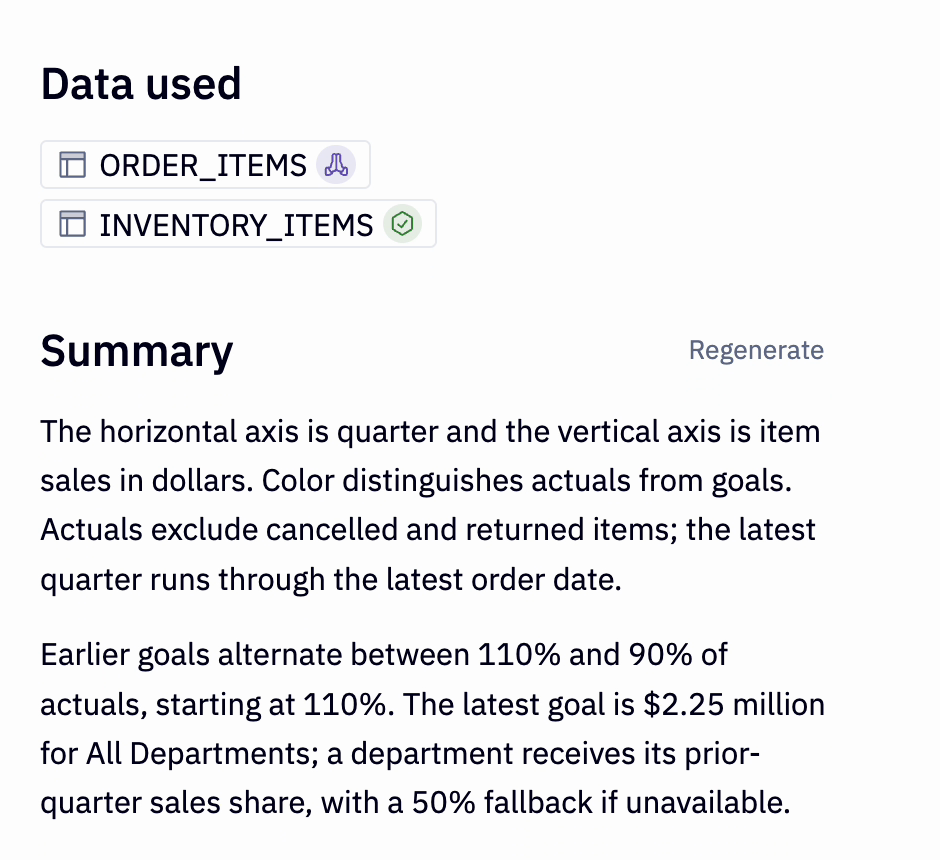 Data used
ORDER_ITEMS
INVENTORY_ITEMS
Summary
Regenerate
The horizontal axis is quarter and the vertical axis is item
sales in dollars. Color distinguishes actuals from goals.
Actuals exclude cancelled and returned items; the latest
quarter runs through the latest order date.
Earlier goals alternate between 110% and 90% of
actuals, starting at 110%. The latest goal is $2.25 million
for All Departments; a department receives its prior-
quarter sales share, with a 50% fallback if unavailable.